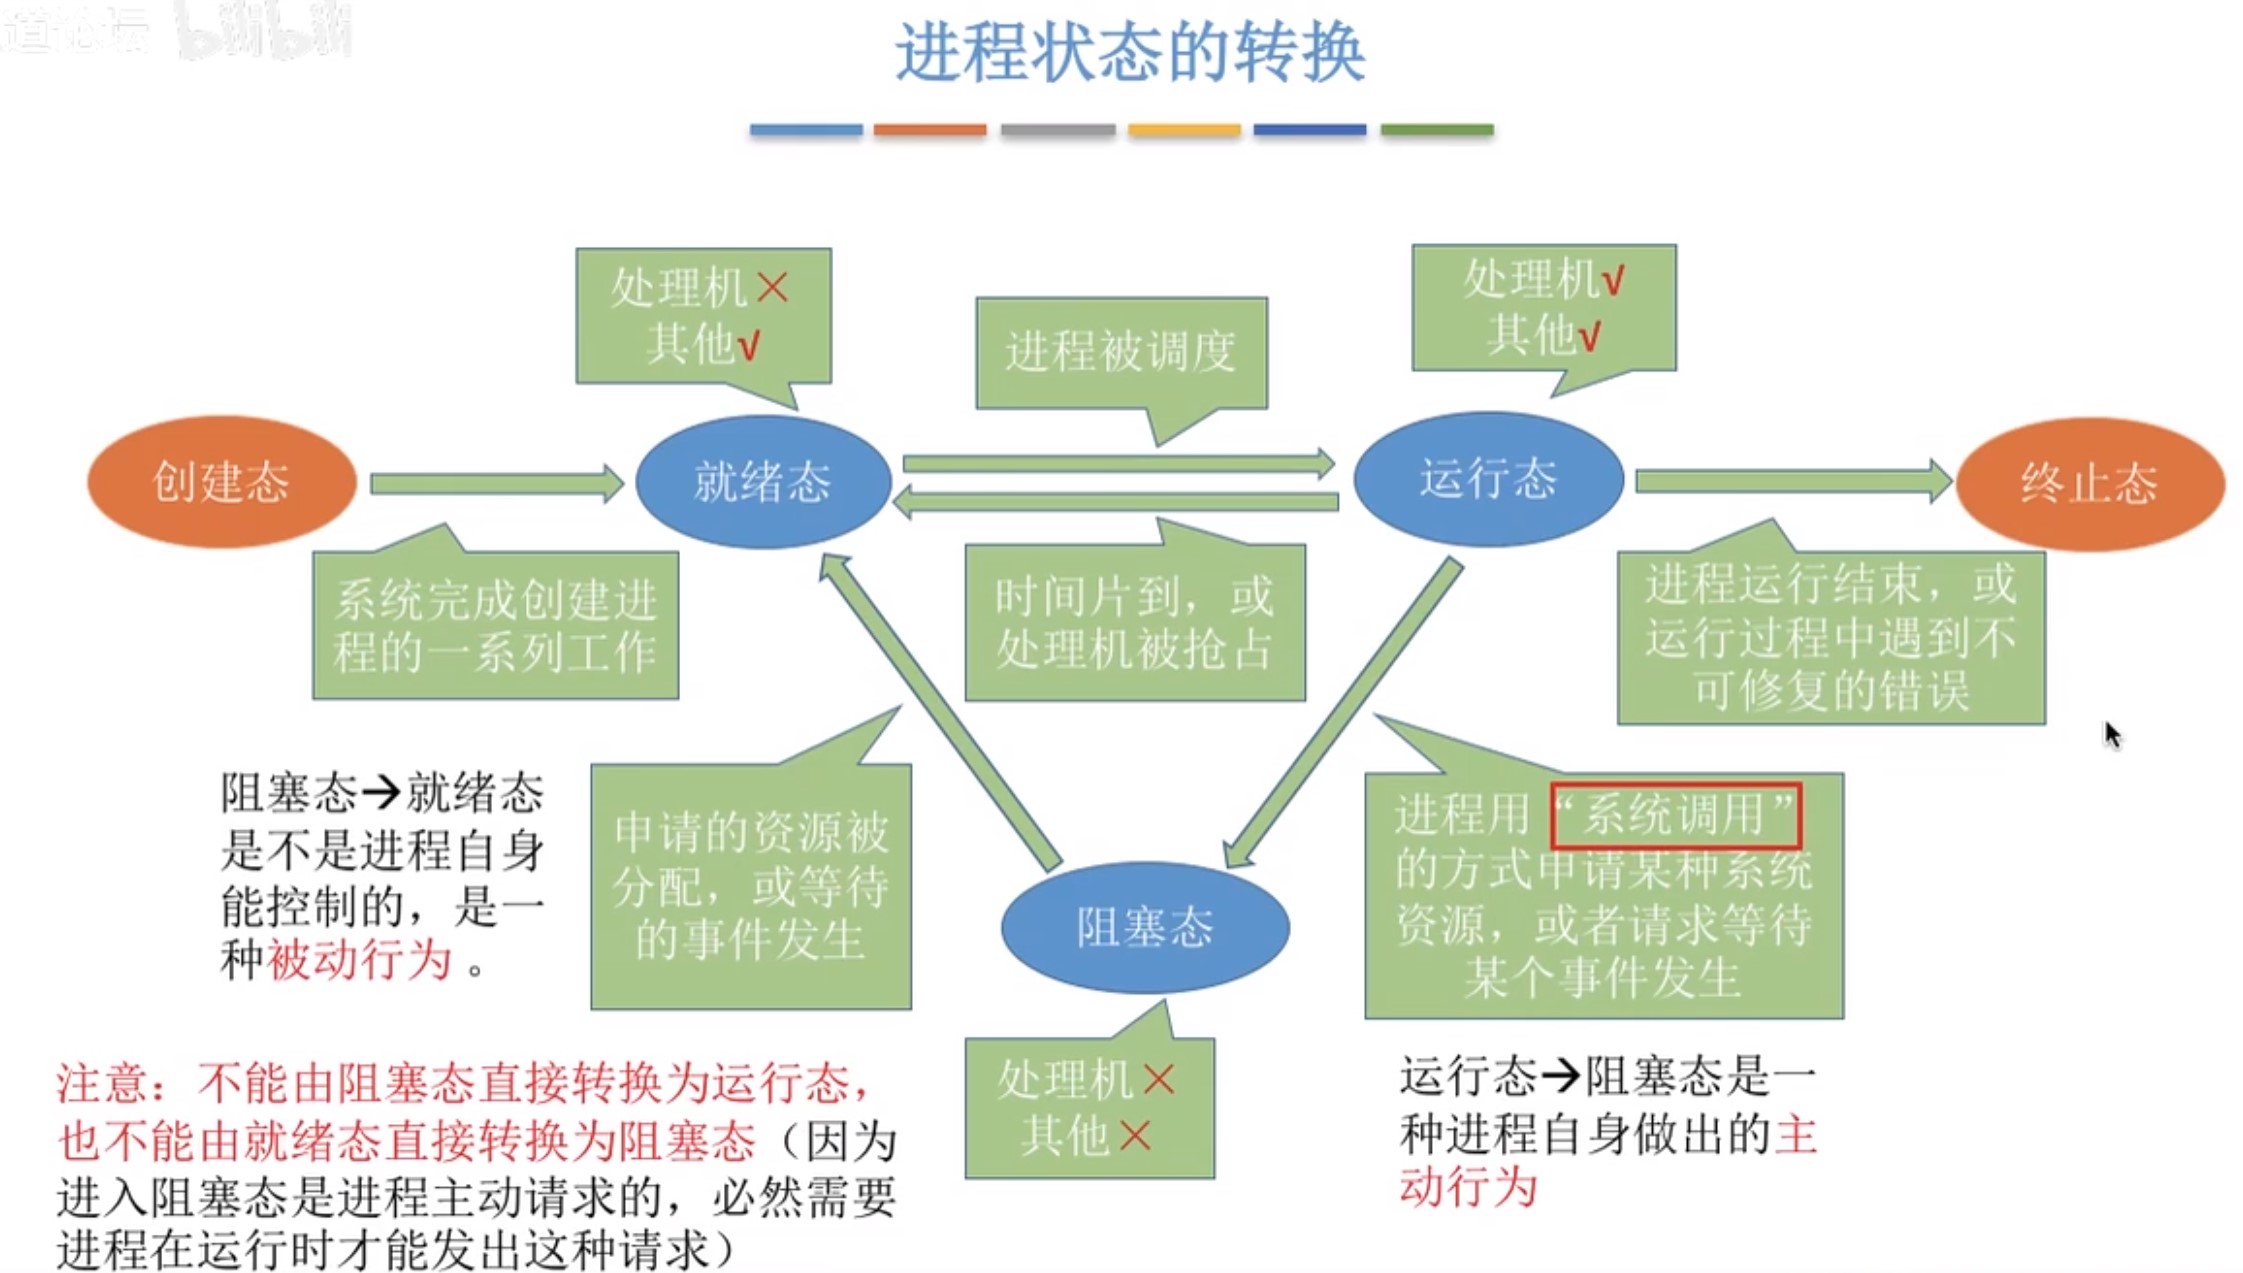 道论坛 bilibili
进程状态的转换
处理机×
其他√
进程被调度
处理机√
其他√
创建态
就绪态
运行态
终止态
系统完成创建进
程的一系列工作
时间片到，或
处理机被抢占
进程运行结束，或
运行过程中遇到不
可修复的错误
阻塞态→就绪态
是不是进程自身
能控制的，是一
种被动行为 。
申请的资源被
分配，或等待
的事件发生
阻塞态
进程用“系统调用”
的方式申请某种系统
资源，或者请求等待
某个事件发生
处理机×
其他×
注意：不能由阻塞态直接转换为运行态，
也不能由就绪态直接转换为阻塞态（因为
进入阻塞态是进程主动请求的，必然需要
进程在运行时才能发出这种请求）
运行态→阻塞态是一
种进程自身做出的主
动行为